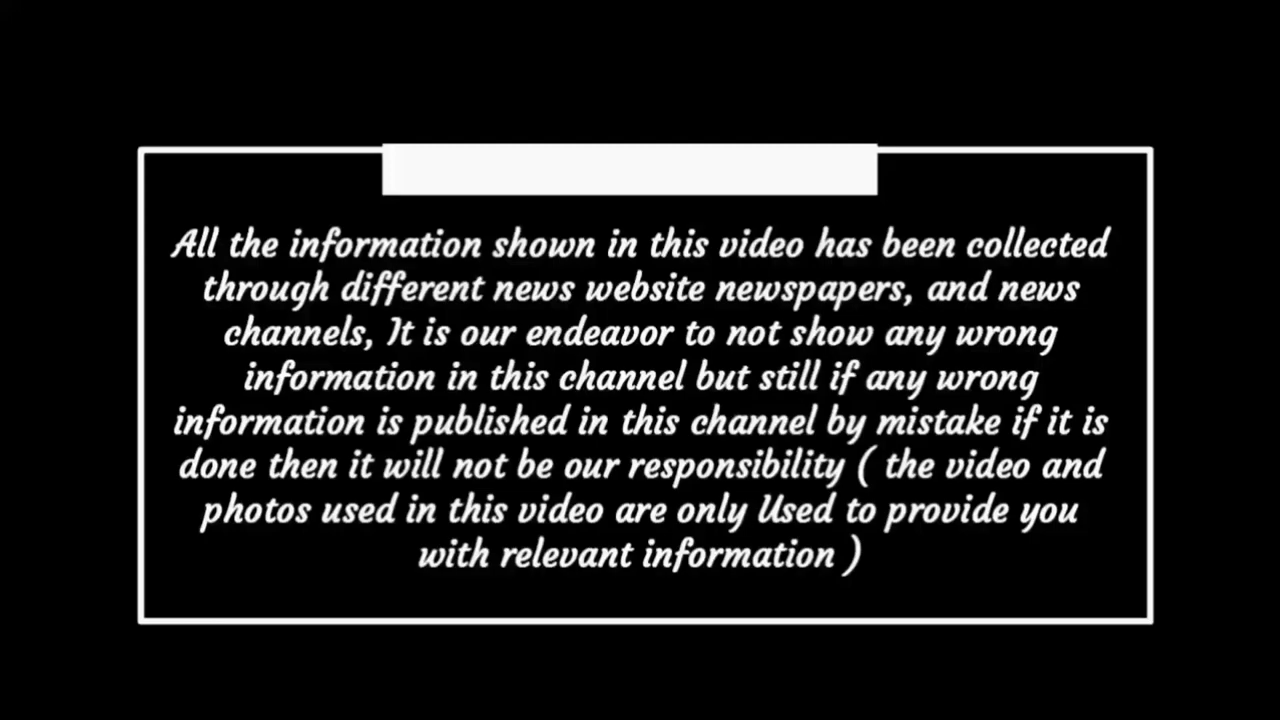 All the information shown in this video has been collected
through different news website newspapers, and news
channels, It is our endeavor to not show any wrong
information in this channel but still if any wrong
information is published in this channel by mistake if it is
done then it will not be our responsibility ( the video and
photos used in this video are only Used to provide you
with relevant information )